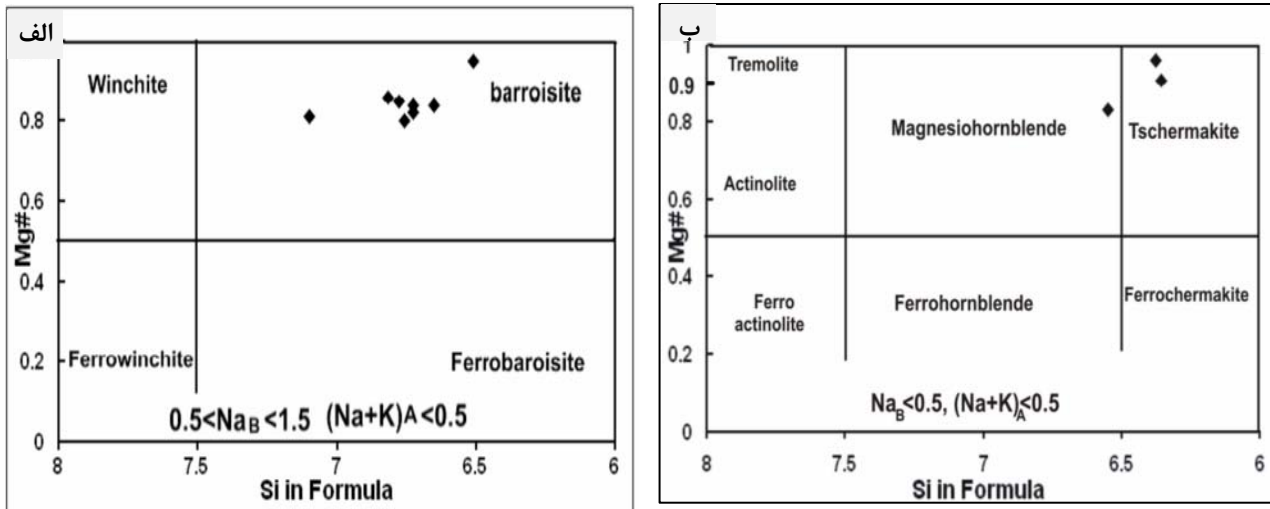 الف
Winchite
barroisite
Ferrowinchite
Ferrobaroisite
0.5<NaB<1.5 (Na+K)A<0.5
Mg#
0.8
0.6
0.4
0.2
0
8
7.5
7
6.5
6
Si in Formula
ب
Tremolite
Magnesiohornblende
Tschermakite
Actinolite
Ferro
actinolite
Ferrohornblende
Ferrochermakite
NaB<0.5, (Na+K)A<0.5
Mg#
1
0.9
0.8
0.6
0.5
0.4
0.2
0
8
7.5
7
6.5
6
Si in Formula